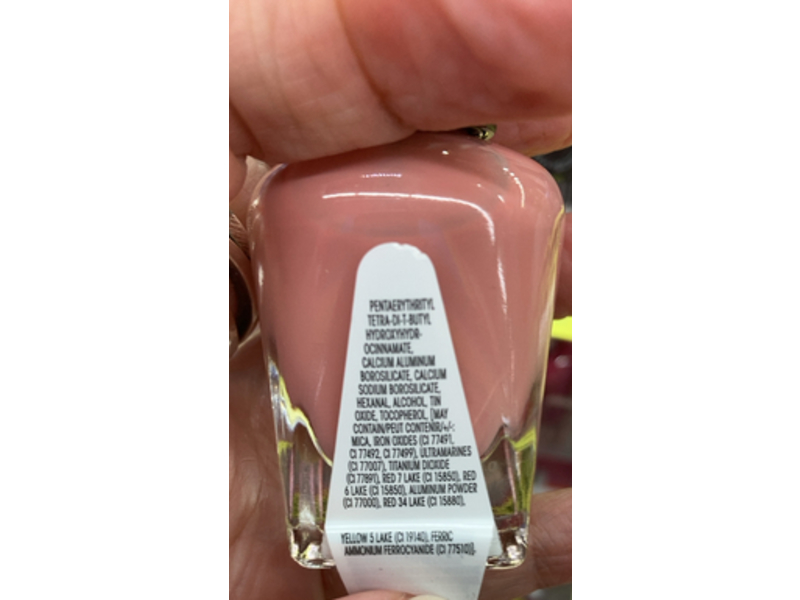 PENTAERYTHRITYL
TETRA-DI-T-BUTYL
HYDROXYHYDR-
OCINNAMATE,
CALCIUM ALUMINUM
BOROSILICATE, CALCIUM
SODIUM BOROSILICATE,
HEXANAL, ALCOHOL, TIN
OXIDE, TOCOPHEROL, [MAY
CONTAIN/PEUT CONTENIR/+/-:
MICA, IRON OXIDES (CI 77491,
CI 77492, CI 77499), ULTRAMARINES
(CI 77007), TITANIUM DIOXIDE
(CI 77891), RED 7 LAKE (CI 15850), RED
6 LAKE (CI 15850), ALUMINUM POWDER
(CI 77000), RED 34 LAKE (CI 15880),
YELLOW 5 LAKE (CI 19140), FERRIC
AMMONIUM FERROCYANIDE (CI 77510)].